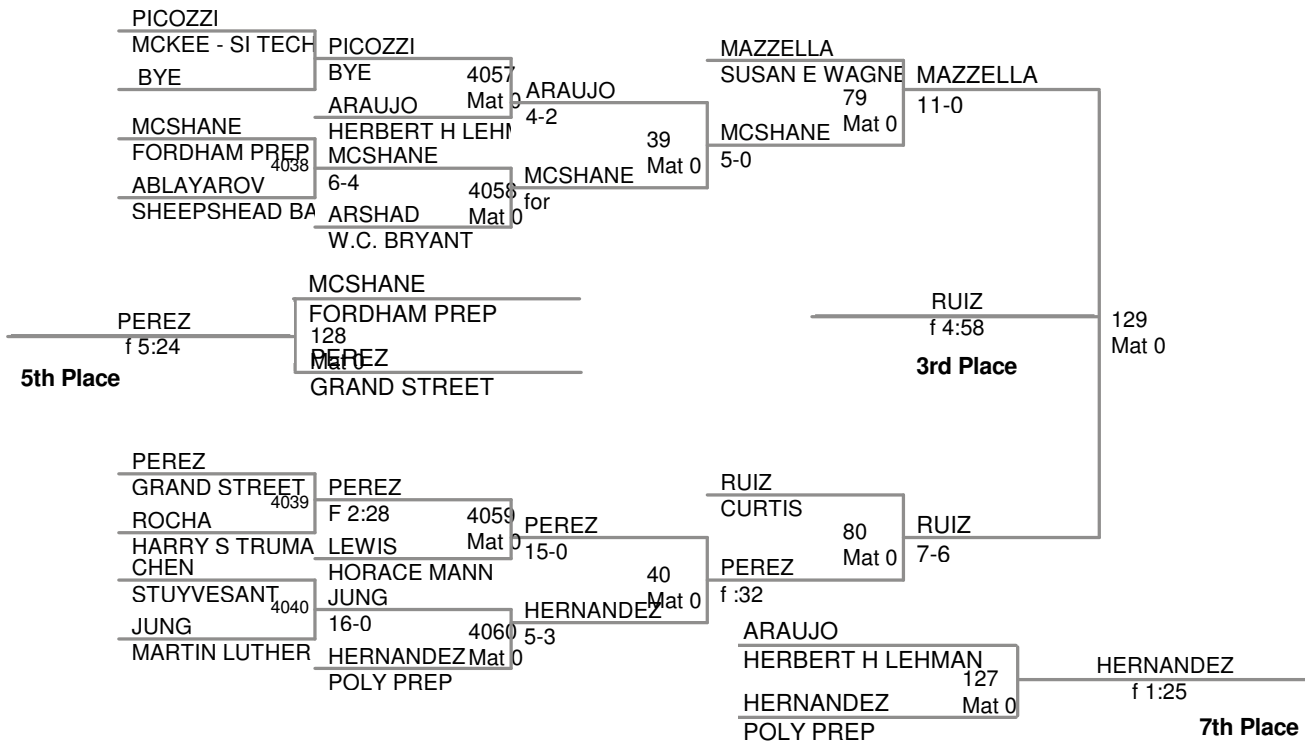 PICOZZI
MCKEE - SI TECH
BYE
PICOZZI
BYE
4057
Mat 0
ARAUJO
HERBERT H LEHM
ARAUJO
4-2
MCSHANE
FORDHAM PREP
4038
ABLAYAROV
SHEEPSHEAD BA
MCSHANE
6-4
4058
Mat 0
ARSHAD
W.C. BRYANT
MCSHANE
for
39
Mat 0
MAZZELLA
SUSAN E WAGNE
79
Mat 0
MCSHANE
5-0
MAZZELLA
11-0
MCSHANE
FORDHAM PREP
128
Mat 0
PEREZ
GRAND STREET
PEREZ
f 5:24
5th Place
RUIZ
f 4:58
3rd Place
129
Mat 0
PEREZ
GRAND STREET
4039
ROCHA
HARRY S TRUMA
PEREZ
F 2:28
4059
Mat 0
LEWIS
HORACE MANN
PEREZ
15-0
CHEN
STUYVESANT
4040
JUNG
MARTIN LUTHER
JUNG
16-0
4060
Mat 0
HERNANDEZ
POLY PREP
HERNANDEZ
5-3
40
Mat 0
RUIZ
CURTIS
80
Mat 0
PEREZ
f :32
RUIZ
7-6
ARAUJO
HERBERT H LEHMAN
127
Mat 0
HERNANDEZ
POLY PREP
HERNANDEZ
f 1:25
7th Place